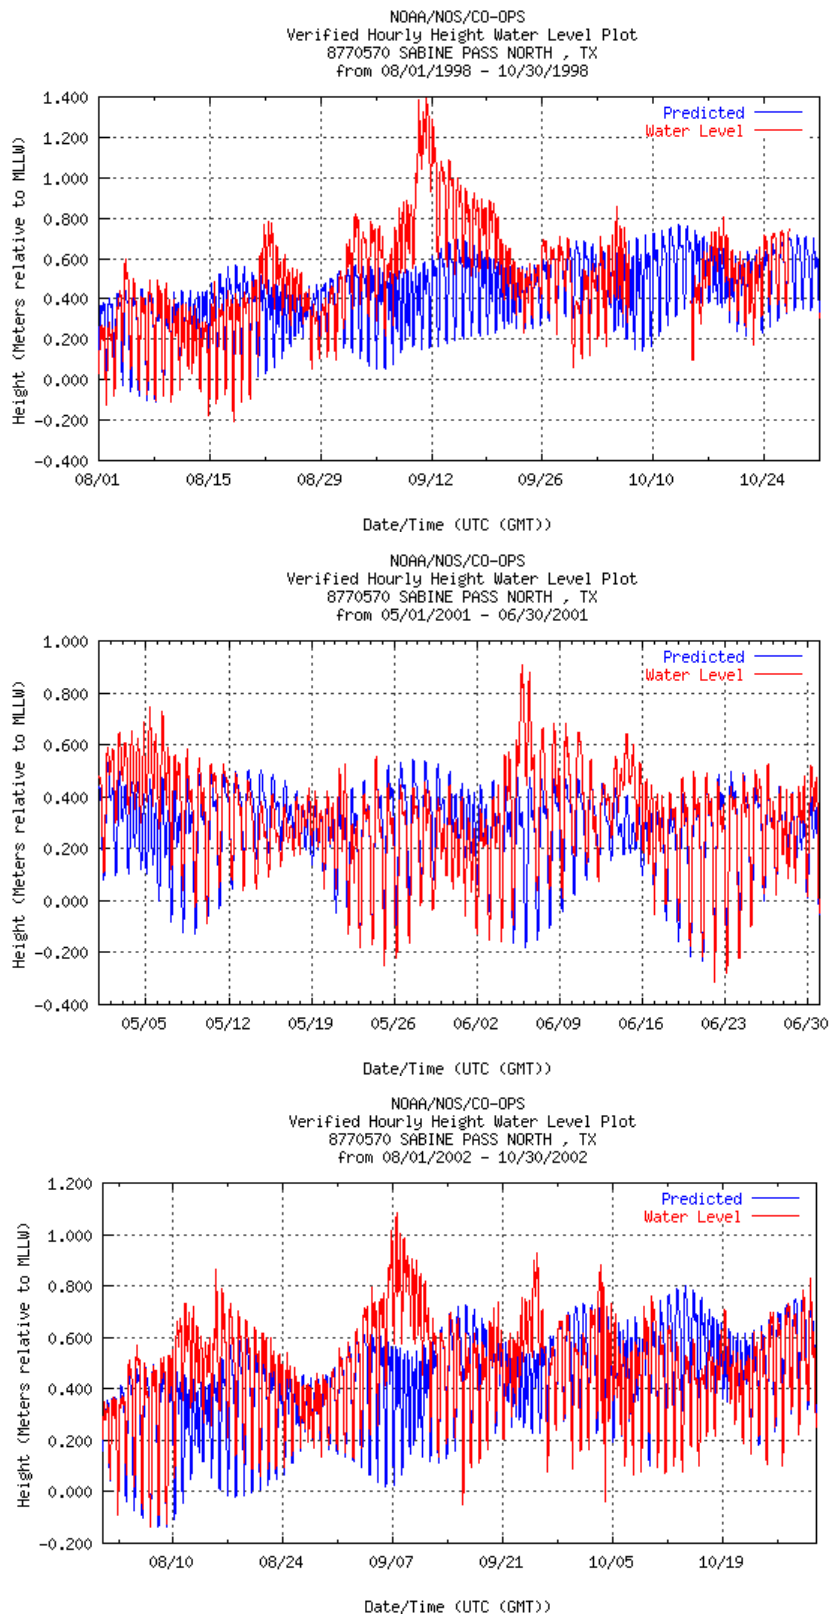 NOAA/NOS/CO-OPS
Verified Hourly Height Water Level Plot
8770570 SABINE PASS NORTH , TX
from 08/01/1998 - 10/30/1998
Predicted
Water Level
Height (Meters relative to MLLW)
1.400
1.200
1.000
0.800
0.600
0.400
0.200
0.000
-0.200
-0.400
08/01 08/15 08/29 09/12 09/26 10/10 10/24
Date/Time (UTC (GMT))
NOAA/NOS/CO-OPS
Verified Hourly Height Water Level Plot
8770570 SABINE PASS NORTH , TX
from 05/01/2001 - 06/30/2001
Predicted
Water Level
Height (Meters relative to MLLW)
1.000
0.800
0.600
0.400
0.200
0.000
-0.200
-0.400
05/05 05/12 05/19 05/26 06/02 06/09 06/16 06/23 06/30
Date/Time (UTC (GMT))
NOAA/NOS/CO-OPS
Verified Hourly Height Water Level Plot
8770570 SABINE PASS NORTH , TX
from 08/01/2002 - 10/30/2002
Predicted
Water Level
Height (Meters relative to MLLW)
1.200
1.000
0.800
0.600
0.400
0.200
0.000
-0.200
08/10 08/24 09/07 09/21 10/05 10/19
Date/Time (UTC (GMT))